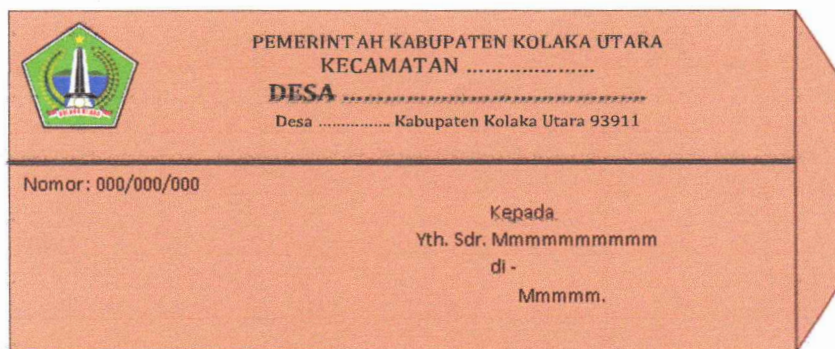 PEMERINTAH KABUPATEN KOLAKA UTARA
KECAMATAN .....................
DESA ..................................................
Desa ................ Kabupaten Kolaka Utara 93911
Nomor: 000/000/000
Kepada
Yth. Sdr. Mmmmmmmmmm
di -
Mmmmm.